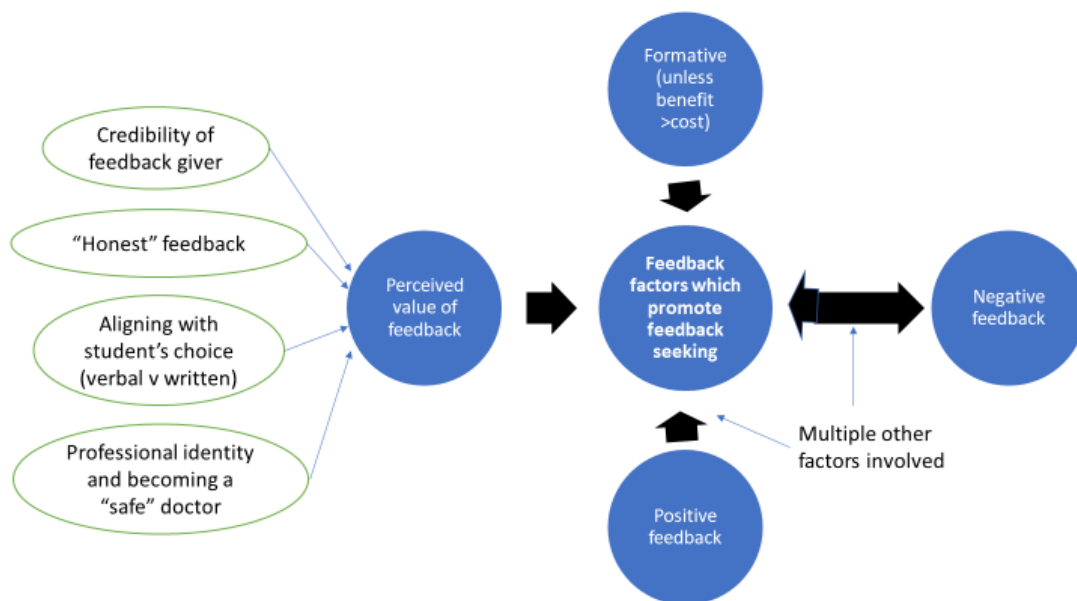 Formative
(unless
benefit
>cost)
Credibility of
feedback giver
“Honest” feedback
Aligning with
student’s choice
(verbal v written)
Professional identity
and becoming a
“safe” doctor
Perceived
value of
feedback
Feedback
factors which
promote
feedback
seeking
Negative
feedback
Multiple other
factors involved
Positive
feedback